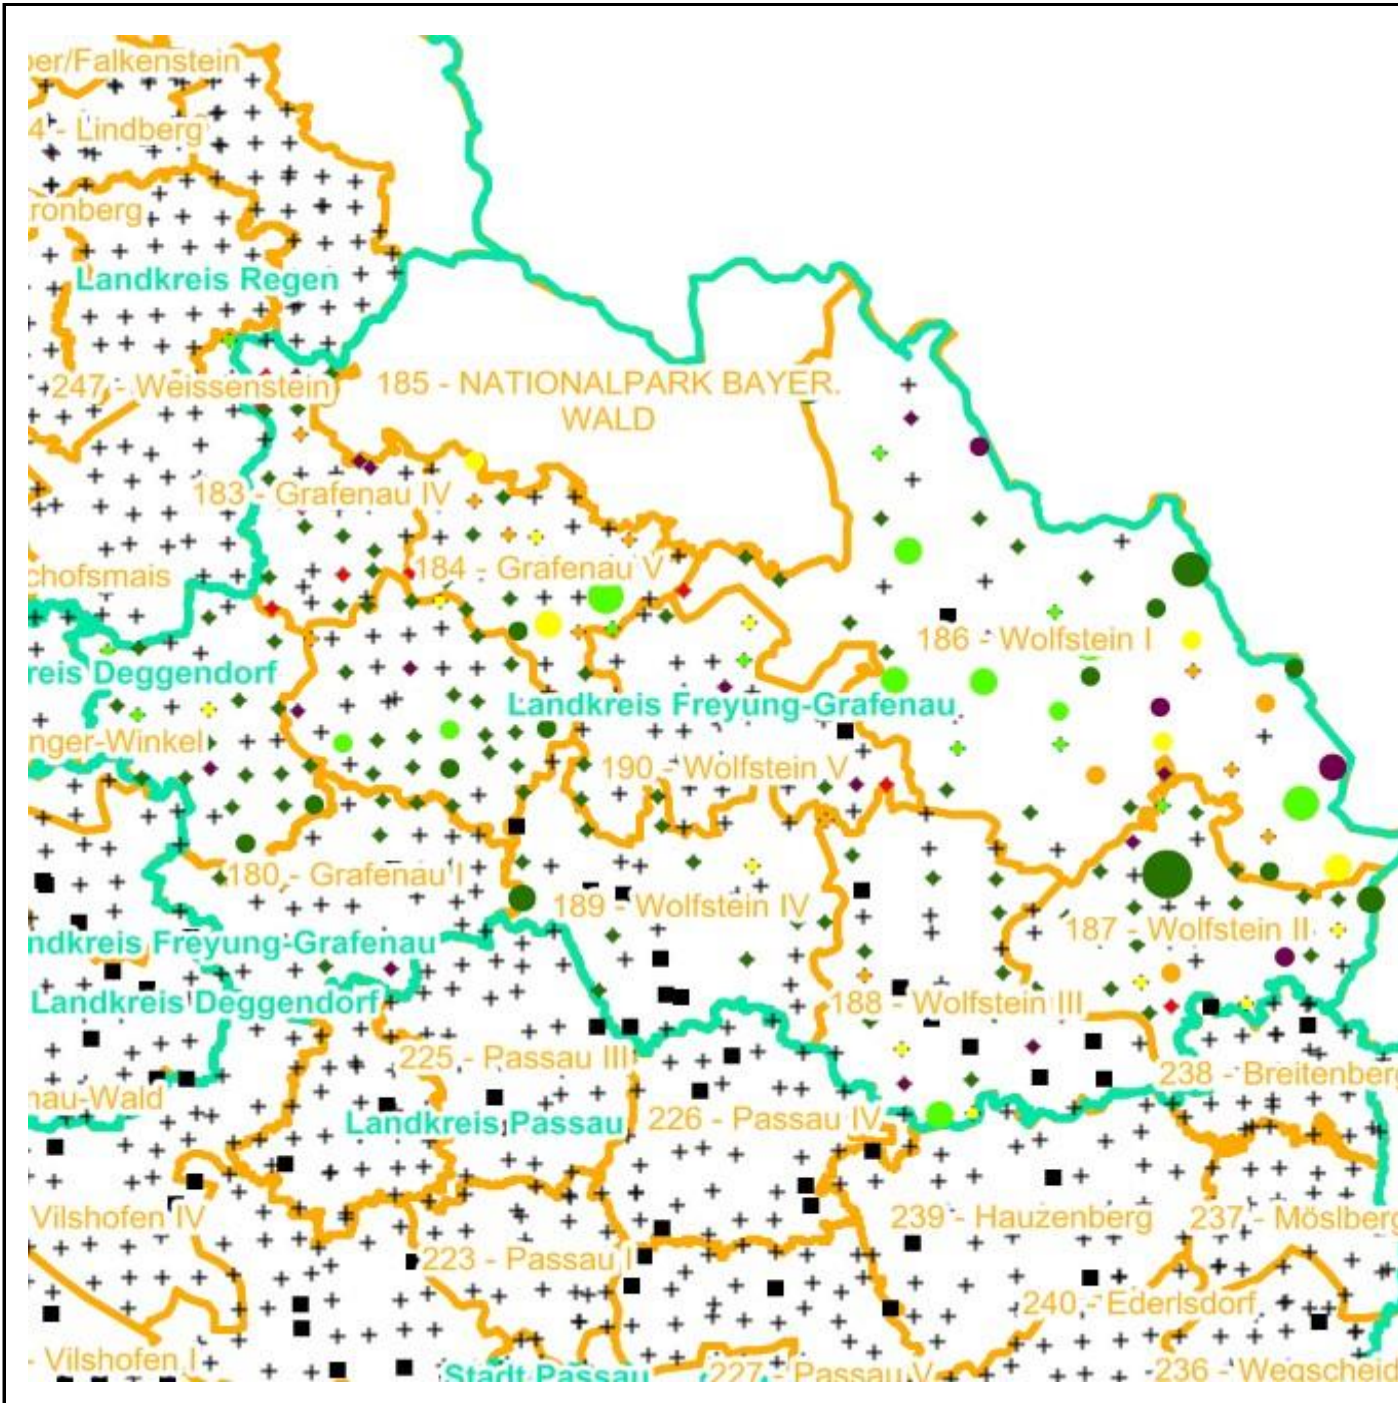 er/Falkenstein
4 - Lindberg
ronberg
Landkreis Regen
247 - Weissenstein
185 - NATIONALPARK BAYER.
WALD
183 - Grafenau IV
184 - Grafenau V
chofsmais
186 - Wolfstein I
reis Deggendorf
Landkreis Freyung-Grafenau
nger-Winkel
190 - Wolfstein V
180 - Grafenau I
189 - Wolfstein IV
187 - Wolfstein II
ndkreis Freyung-Grafenau
Landkreis Deggendorf
188 - Wolfstein III
225 - Passau III
238 - Breitenberg
nau-Wald
Landkreis Passau
226 - Passau IV
Vilshofen IV
239 - Hauzenberg
237 - Möslberg
223 - Passau I
240 - Ederlsdorf
- Vilshofen I
Stadt Passau
227 - Passau V
236 - Wegscheid